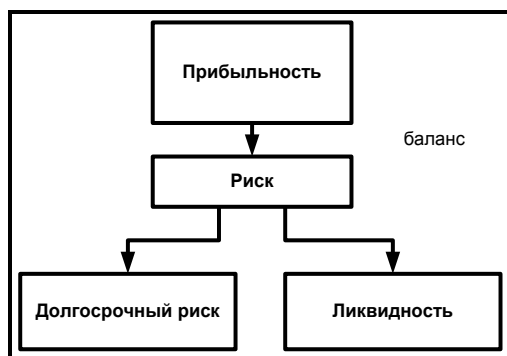 Прибыльность
баланс
Риск
Долгосрочный риск
Ликвидность